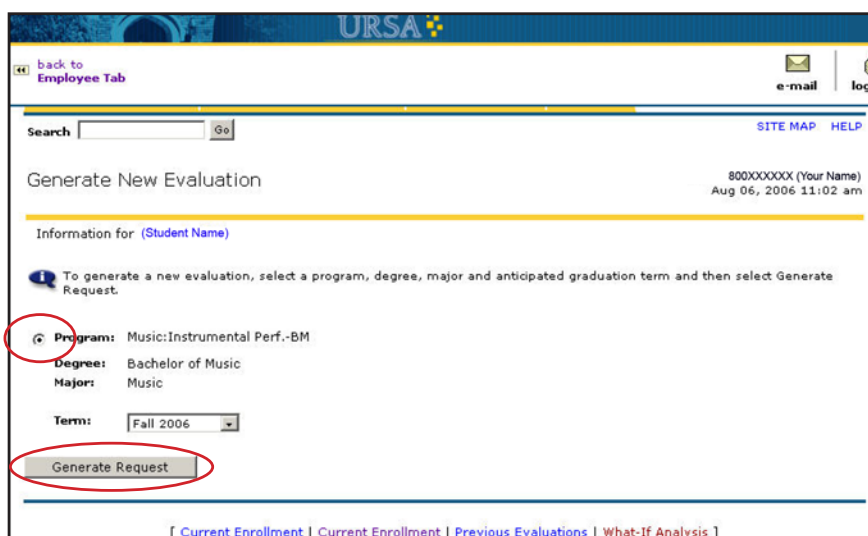 URSA
back to
Employee Tab
e-mail
Search Go
SITE MAP HELP
Generate New Evaluation
800XXXXXX (Your Name)
Aug 06, 2006 11:02 am
Information for (Student Name)
To generate a new evaluation, select a program, degree, major and anticipated graduation term and then select Generate
Request.
Program: Music:Instrumental Perf.-BM
Degree: Bachelor of Music
Major: Music
Term: Fall 2006
Generate Request
[ Current Enrollment | Current Enrollment | Previous Evaluations | What-If Analysis ]